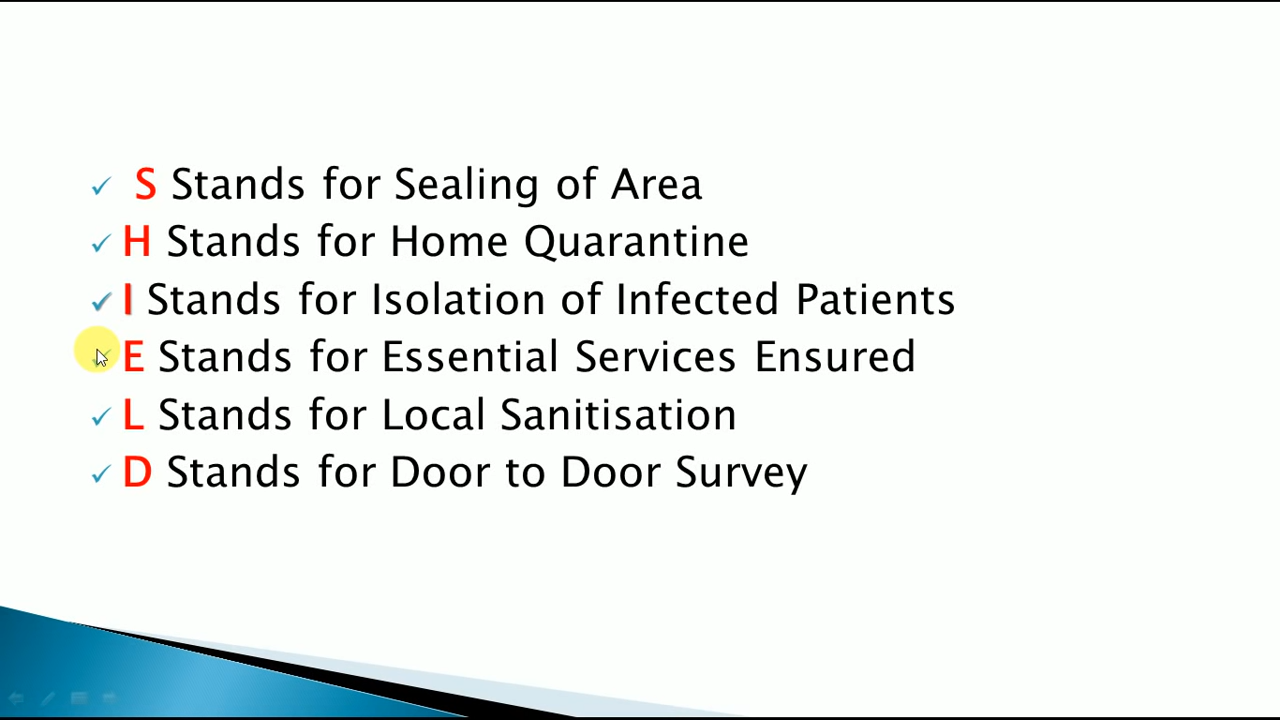 S Stands for Sealing of Area
H Stands for Home Quarantine
I Stands for Isolation of Infected Patients
E Stands for Essential Services Ensured
L Stands for Local Sanitisation
D Stands for Door to Door Survey